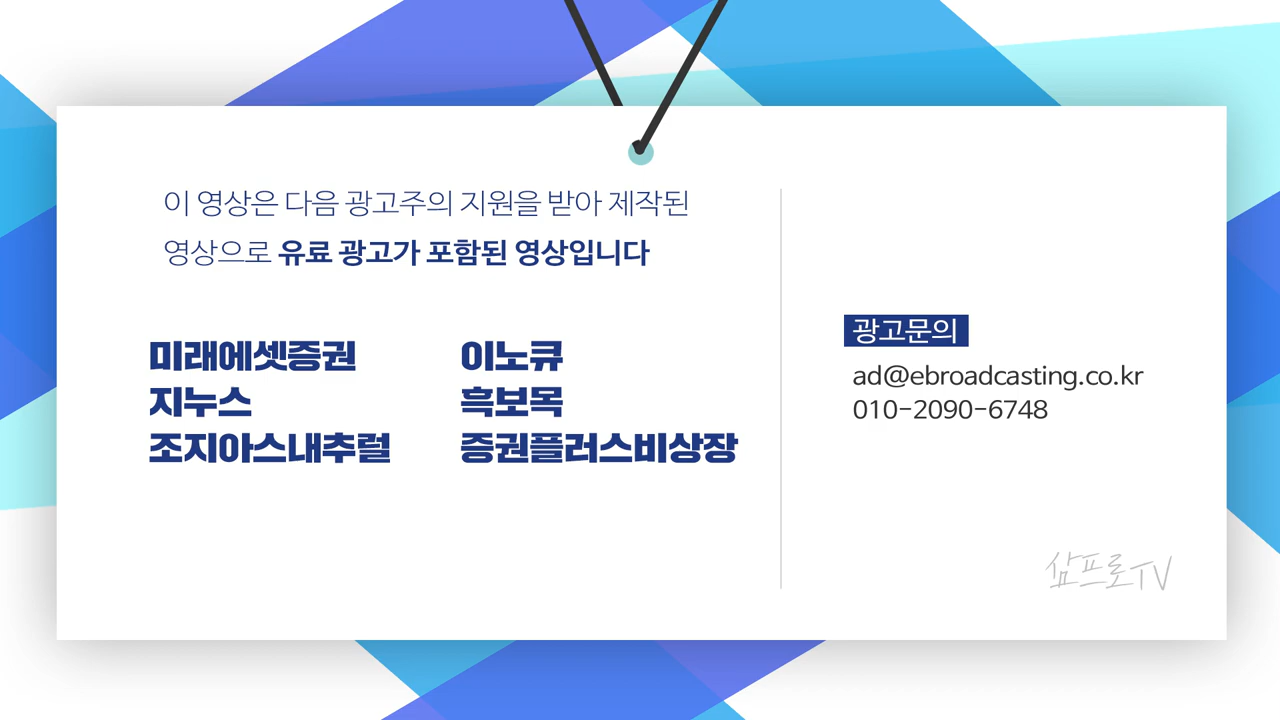 이 영상은 다음 광고주의 지원을 받아 제작된
영상으로 유료 광고가 포함된 영상입니다
미래에셋증권
지누스
조지아스내추럴
이노큐
흑보목
증권플러스비상장
광고문의
ad@ebroadcasting.co.kr
010-2090-6748
삼프로TV